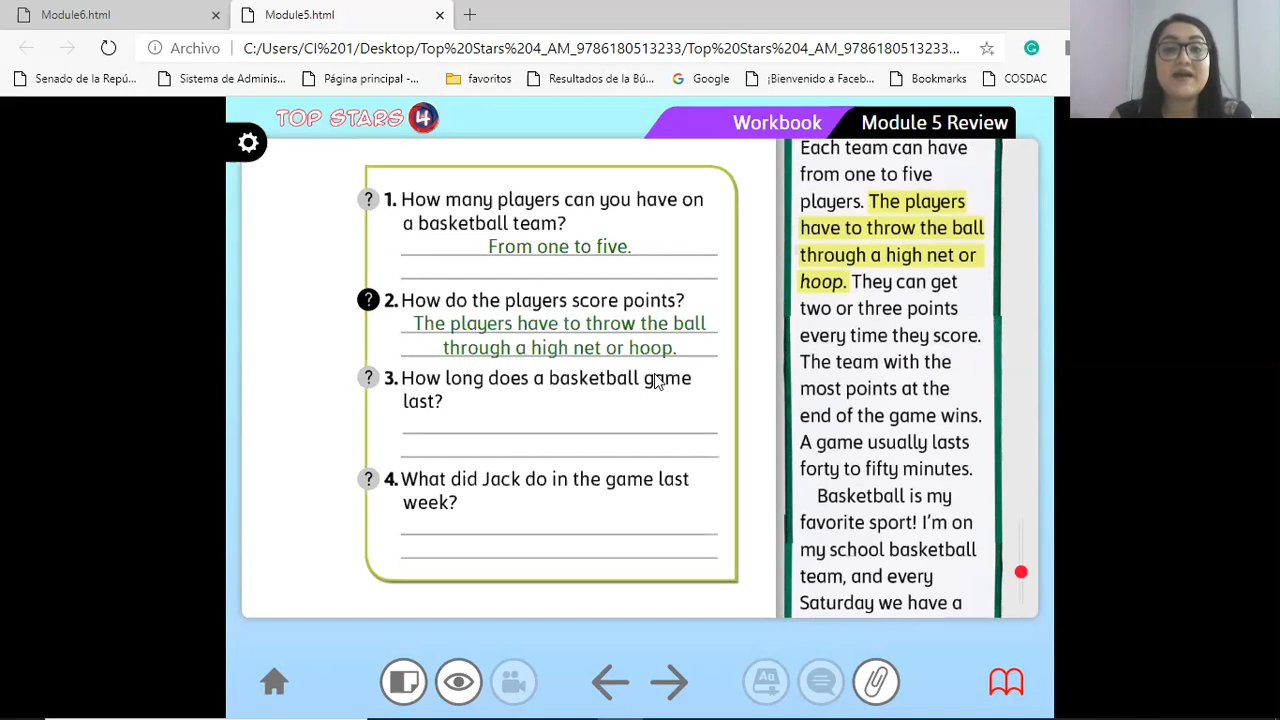 Module6.html
Module5.html
Archivo
C:/Users/CI%201/Desktop/Top%20Stars%204_AM_9786180513233/Top%20Stars%204_AM_9786180513233...
Senado de la Repú...
Sistema de Adminis...
Página principal -...
favoritos
Resultados de la Bú...
Google
¡Bienvenido a Faceb...
Bookmarks
COSDAC
TOP STARS 4
Workbook
Module 5 Review
? 1. How many players can you have on
a basketball team?
From one to five.
? 2. How do the players score points?
The players have to throw the ball
through a high net or hoop.
? 3. How long does a basketball game
last?
? 4. What did Jack do in the game last
week?
Each team can have
from one to five
players. The players
have to throw the ball
through a high net or
hoop. They can get
two or three points
every time they score.
The team with the
most points at the
end of the game wins.
A game usually lasts
forty to fifty minutes.
Basketball is my
favorite sport! I'm on
my school basketball
team, and every
Saturday we have a
Aa